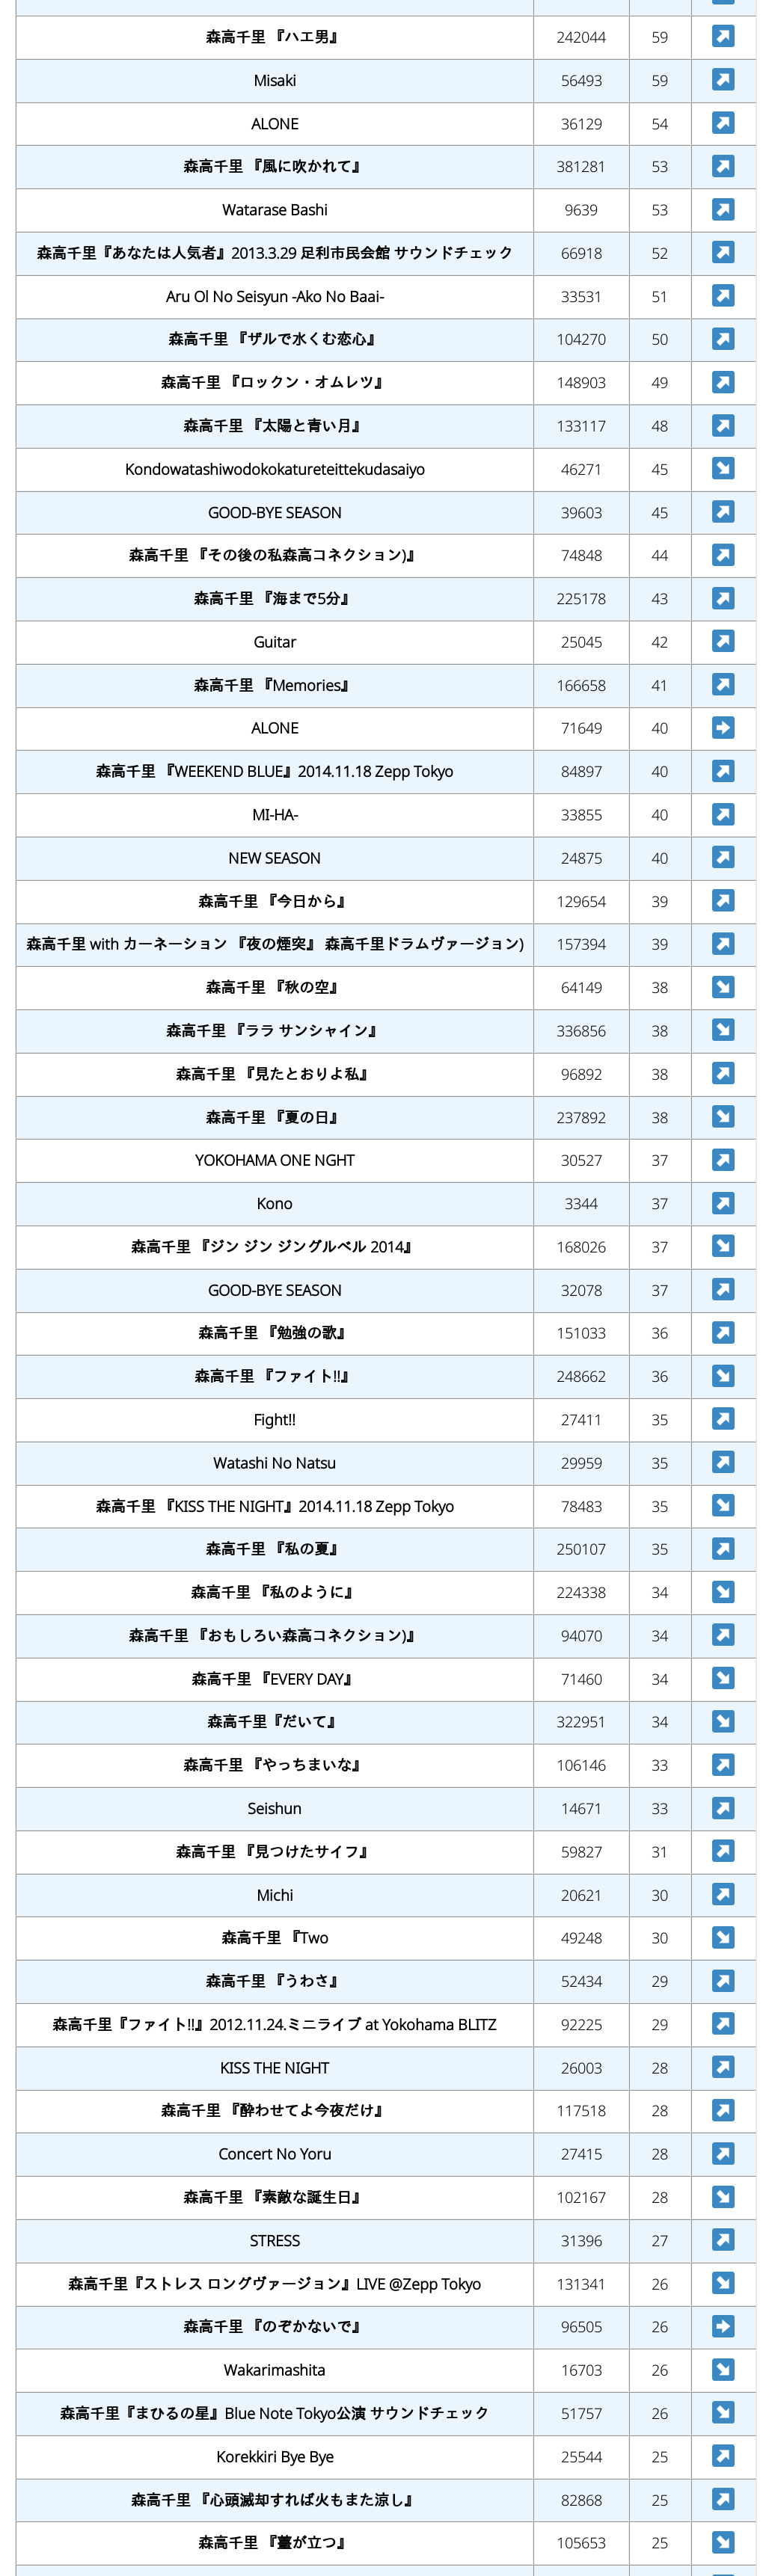 森高千里 『ハエ男』 242044 59
Misaki 56493 59
ALONE 36129 54
森高千里 『風に吹かれて』 381281 53
Watarase Bashi 9639 53
森高千里『あなたは人気者』2013.3.29 足利市民会館 サウンドチェック 66918 52
Aru Ol No Seisyun -Ako No Baai- 33531 51
森高千里 『ザルで水くむ恋心』 104270 50
森高千里 『ロックン・オムレツ』 148903 49
森高千里 『太陽と青い月』 133117 48
Kondowatashiwodokokatureteittekudasaiyo 46271 45
GOOD-BYE SEASON 39603 45
森高千里 『その後の私森高コネクション)』 74848 44
森高千里 『海まで5分』 225178 43
Guitar 25045 42
森高千里 『Memories』 166658 41
ALONE 71649 40
森高千里 『WEEKEND BLUE』2014.11.18 Zepp Tokyo 84897 40
MI-HA- 33855 40
NEW SEASON 24875 40
森高千里 『今日から』 129654 39
森高千里 with カーネーション 『夜の煙突』 森高千里ドラムヴァージョン) 157394 39
森高千里 『秋の空』 64149 38
森高千里 『ララ サンシャイン』 336856 38
森高千里 『見たとおりよ私』 96892 38
森高千里 『夏の日』 237892 38
YOKOHAMA ONE NGHT 30527 37
Kono 3344 37
森高千里 『ジン ジン ジングルベル 2014』 168026 37
GOOD-BYE SEASON 32078 37
森高千里 『勉強の歌』 151033 36
森高千里 『ファイト!!』 248662 36
Fight!! 27411 35
Watashi No Natsu 29959 35
森高千里 『KISS THE NIGHT』2014.11.18 Zepp Tokyo 78483 35
森高千里 『私の夏』 250107 35
森高千里 『私のように』 224338 34
森高千里 『おもしろい森高コネクション)』 94070 34
森高千里 『EVERY DAY』 71460 34
森高千里『だいて』 322951 34
森高千里 『やっちまいな』 106146 33
Seishun 14671 33
森高千里 『見つけたサイフ』 59827 31
Michi 20621 30
森高千里 『Two 49248 30
森高千里 『うわさ』 52434 29
森高千里『ファイト!!』2012.11.24.ミニライブ at Yokohama BLITZ 92225 29
KISS THE NIGHT 26003 28
森高千里 『酔わせてよ今夜だけ』 117518 28
Concert No Yoru 27415 28
森高千里 『素敵な誕生日』 102167 28
STRESS 31396 27
森高千里『ストレス ロングヴァージョン』LIVE @Zepp Tokyo 131341 26
森高千里 『のぞかないで』 96505 26
Wakarimashita 16703 26
森高千里『まひるの星』Blue Note Tokyo公演 サウンドチェック 51757 26
Korekkiri Bye Bye 25544 25
森高千里 『心頭滅却すれば火もまた涼し』 82868 25
森高千里 『薹が立つ』 105653 25